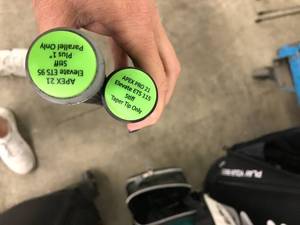 APEX 21
Elevate ETS 95
Stiff
Plus 1"
Parallel Only
APEX PRO 21
Elevate ETS 115
Stiff
Taper Tip Only